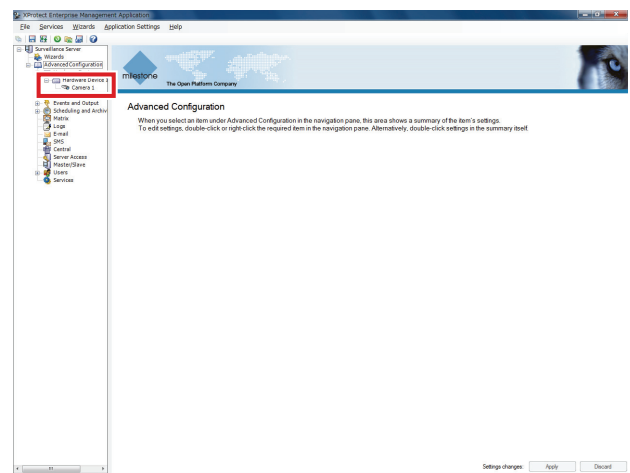 XProtect Enterprise Management Application
File Services Wizards Application Settings Help
Surveillance Server
Wizards
Advanced Configuration
Hardware Device
Camera 1
Events and Output
Scheduling and Archiv
Matrix
Logs
E-mail
SMS
Central
Server Access
Master/Slave
Users
Services
milestone
The Open Platform Company
Advanced Configuration
When you select an item under Advanced Configuration in the navigation pane, this area shows a summary of the item's settings.
To edit settings, double-click or right-click the required item in the navigation pane. Alternatively, double-click settings in the summary itself.
Settings changes: Apply Discard